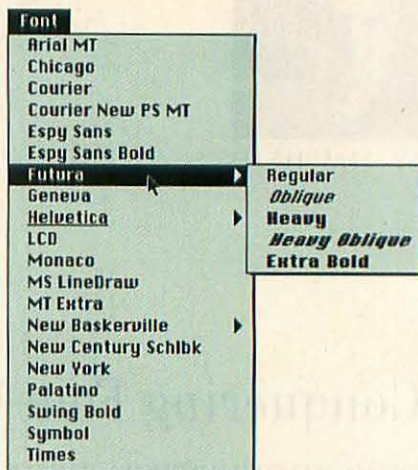 Font
Arial MT
Chicago
Courier
Courier New PS MT
Espy Sans
Espy Sans Bold
Futura
Geneva
Helvetica
LCD
Monaco
MS LineDraw
MT Extra
New Baskerville
New Century Schlbk
New York
Palatino
Swing Bold
Symbol
Times
Regular
Oblique
Heavy
Heavy Oblique
Extra Bold